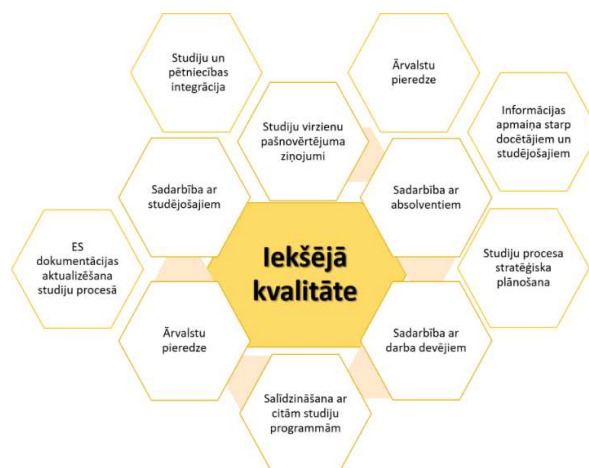 Studiju un
pētniecības
integrācija
Ārvalstu
pieredze
Informācijas
apmaiņa starp
docētājiem un
studējošajiem
Studiju virzienu
pašnovērtējuma
ziņojumi
Sadarbība ar
studējošajiem
Sadarbība ar
absolventiem
ES
dokumentācijas
aktualizēšana
studiju procesā
Iekšējā
kvalitāte
Studiju procesa
stratēģiska
plānošana
Ārvalstu
pieredze
Sadarbība ar
darba devējiem
Salīdzināšana ar
citām studiju
programmām